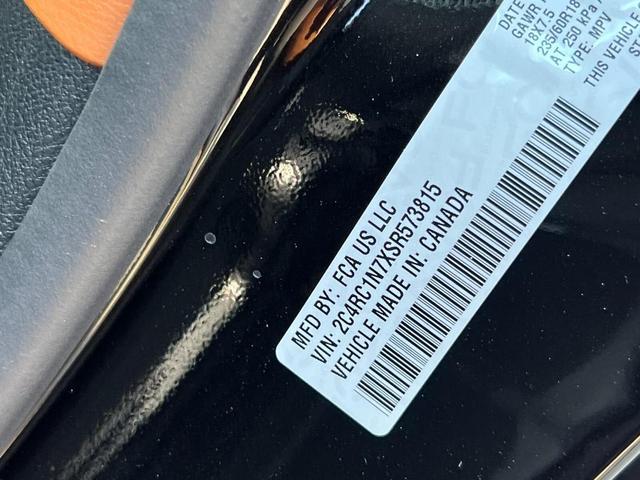 MFD BY: FCA US LLC
VIN: 2C4RC1N7XSR573815
VEHICLE MADE IN: CANADA
DATE
GAWR
18X7.5
235/60R18
AT 250 kPa
TYPE: MPV
THIS VEHICLE